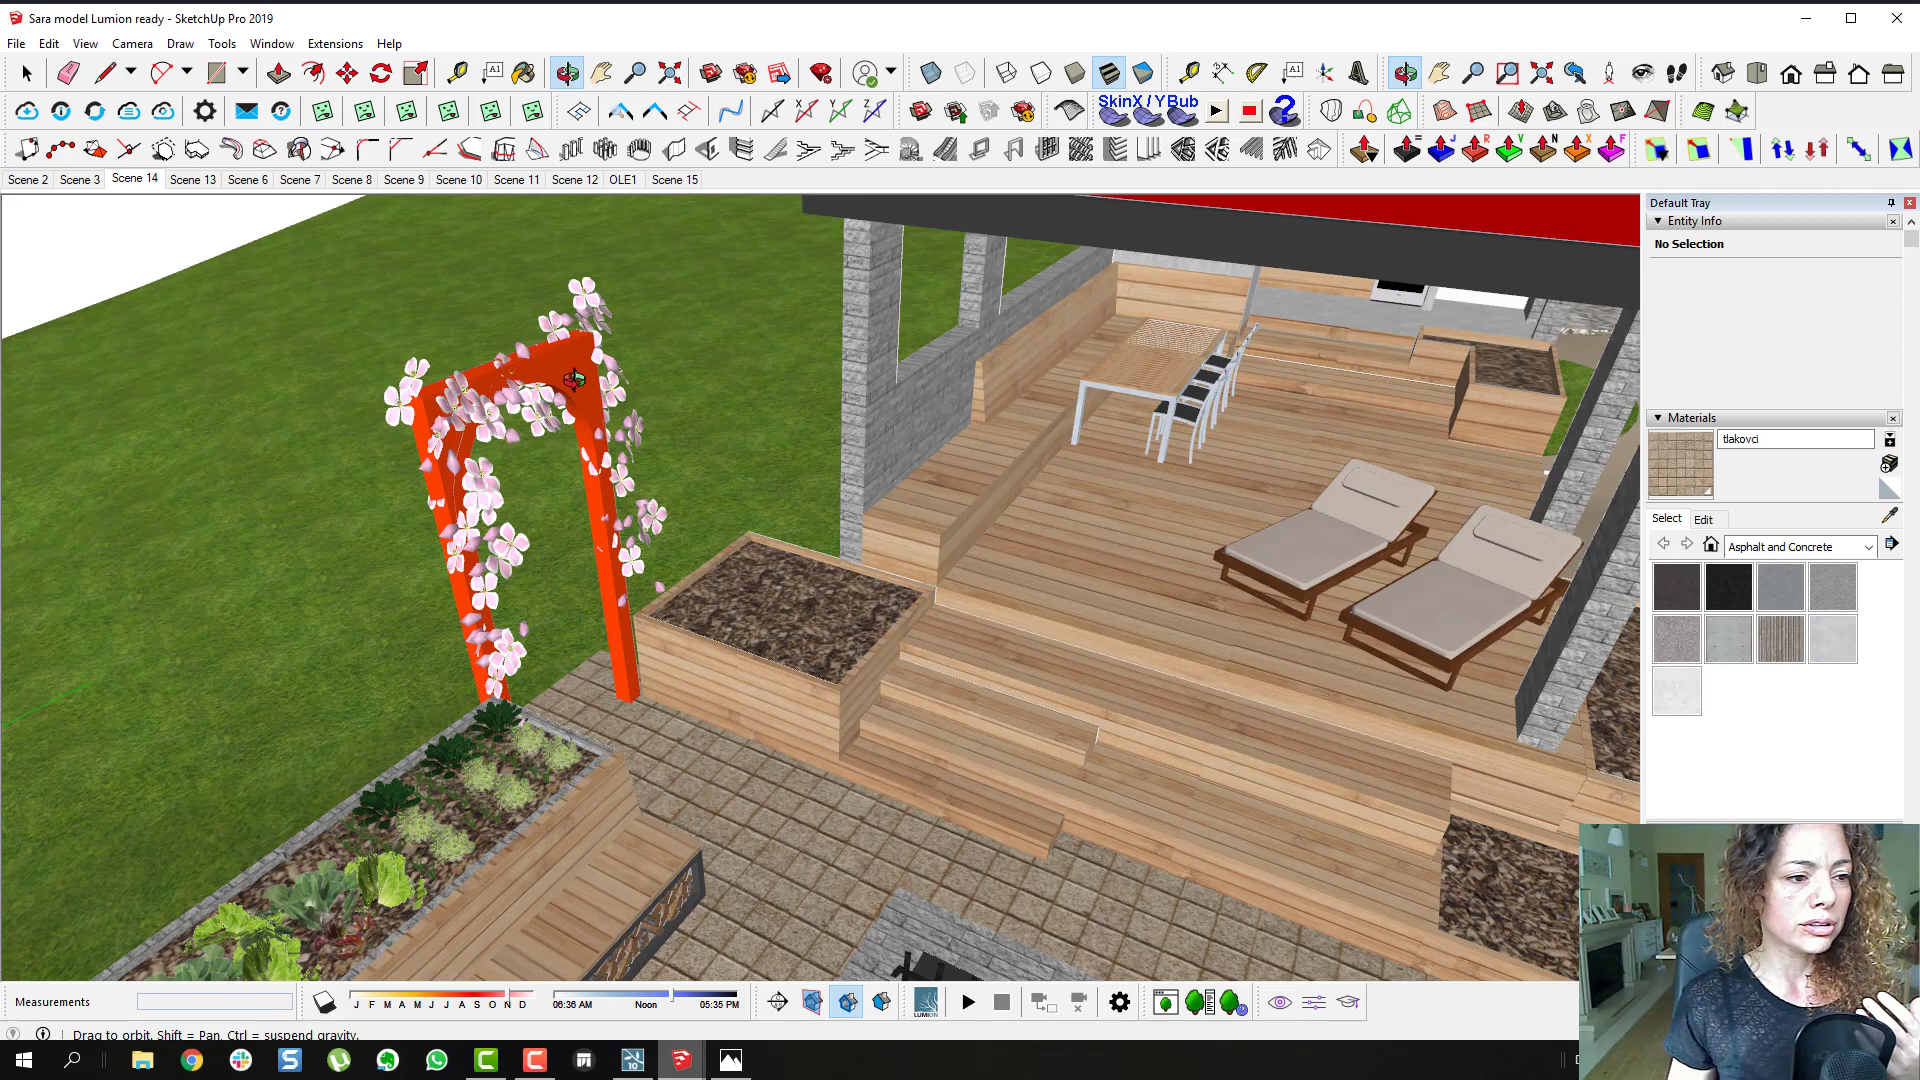 Sara model Lumion ready - SketchUp Pro 2019
File Edit View Camera Draw Tools Window Extensions Help
A1
A1
SkinX / YBub
?
X Y Z
= J R V N X F
Scene 2 Scene 3 Scene 14 Scene 13 Scene 6 Scene 7 Scene 8 Scene 9 Scene 10 Scene 11 Scene 12 OLE1 Scene 15
Default Tray
Entity Info
No Selection
Materials
tlakovci
Select Edit
Asphalt and Concrete
Measurements
J F M A M J J A S O N D
06:36 AM Noon 05:35 PM
LUMION
Drag to orbit. Shift = Pan, Ctrl = suspend gravity.